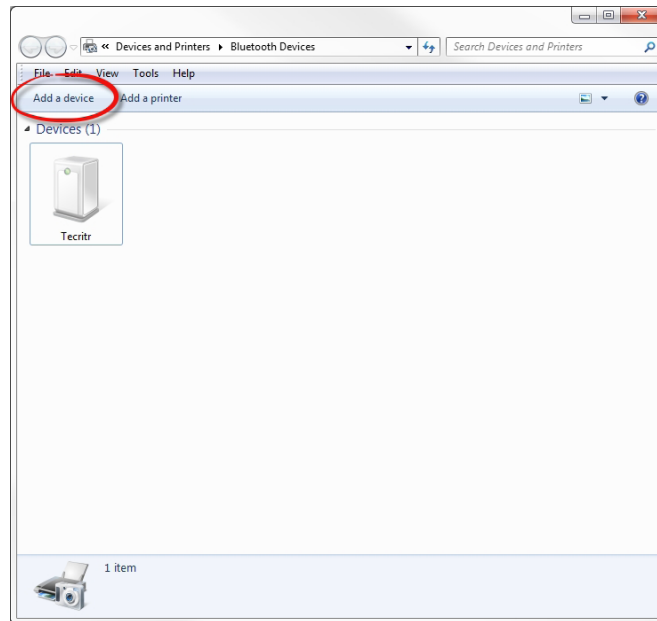 « Devices and Printers Bluetooth Devices Search Devices and Printers
File Edit View Tools Help
Add a device Add a printer
Devices (1)
Tecritr
1 item